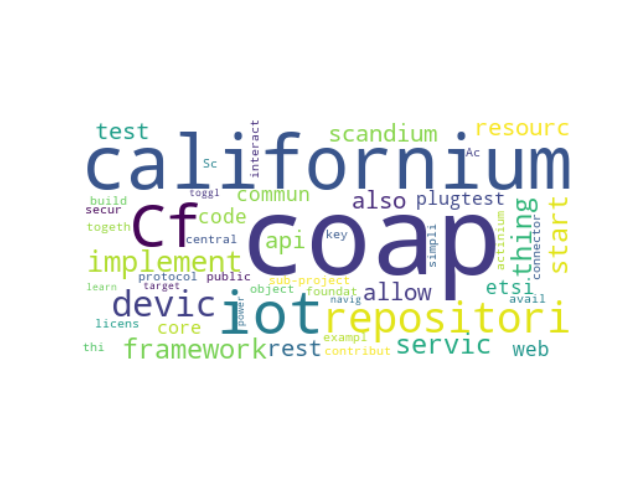 test
interact
scandium
resourc
californium
Sc
Ac
toggl
build
commun
also
plugtest
secur
Cf
code
coap
thing
start
togeth
central
api
key
simpli
actinium
connector
implement
protocol
public
sub-project
object
foundat
allow
etsi
learn
target
navig
avail
devic
iot
power
repositori
licens
core
exampl
servic
thi
framework
rest
contribut
web